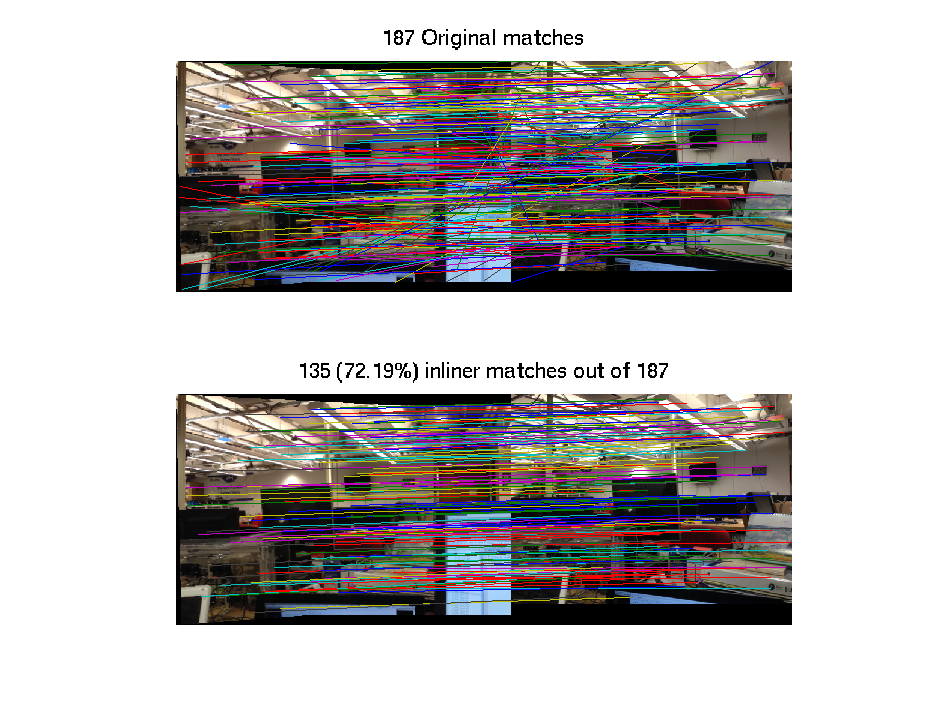 187 Original matches
135 (72.19%) inliner matches out of 187